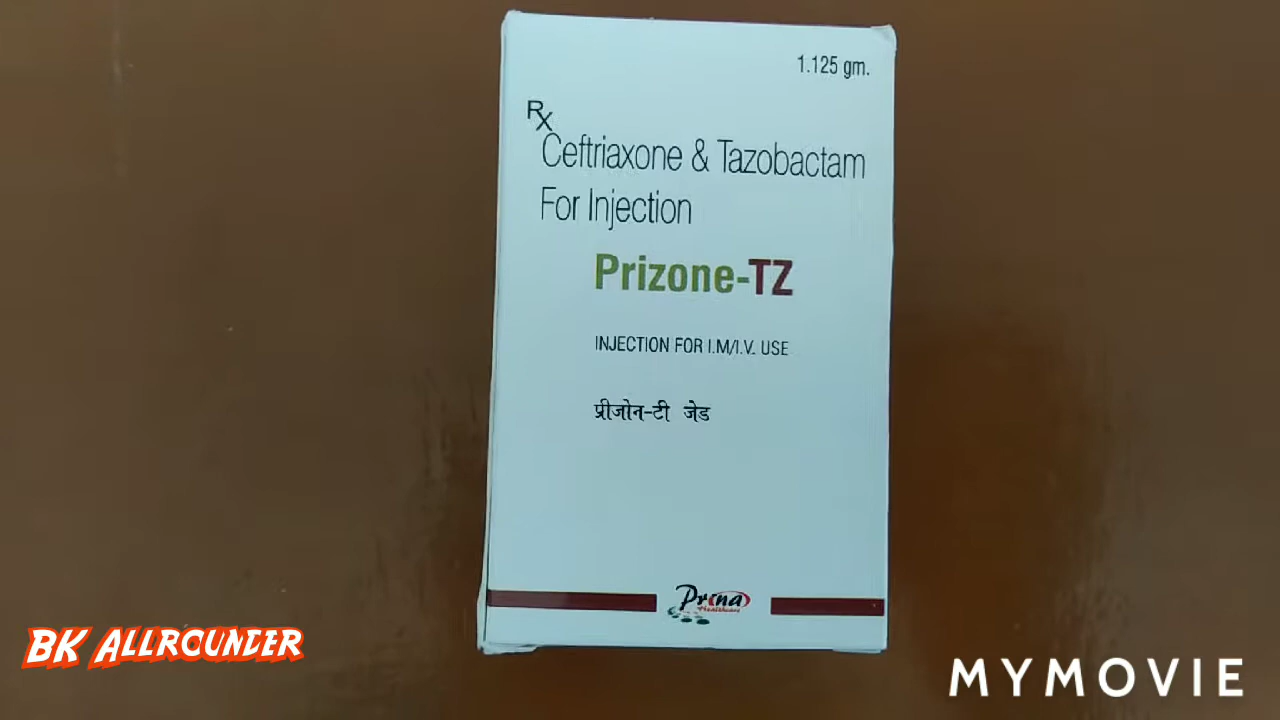 1.125 gm.
Rx
Ceftriaxone & Tazobactam
For Injection
Prizone-TZ
INJECTION FOR I.M/I.V. USE
प्रीजोन-टी जेड
Prina
Healthcare
BK ALLROUNDER
MYMOVIE